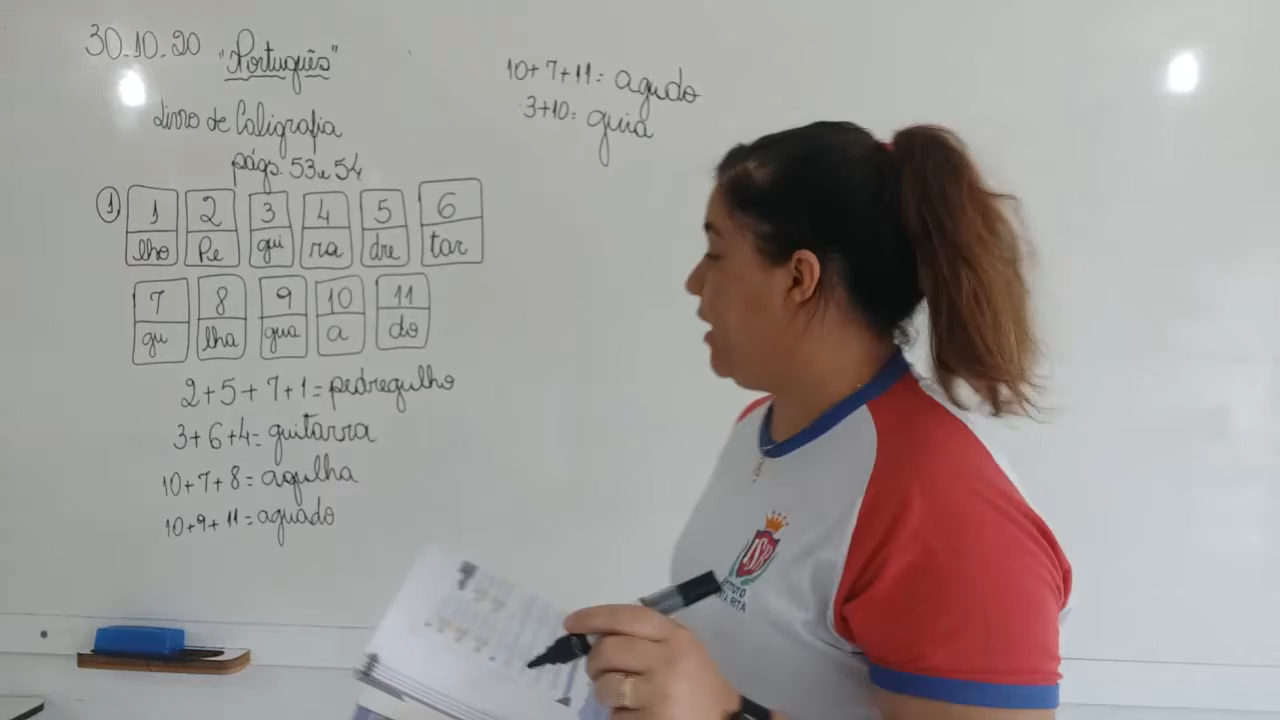 30.10.20 "Português"
Livro de Caligrafia
págs. 53 e 54
1
1 2 3 4 5 6
lho Pe gui ra dre tar
7 8 9 10 11
gu lha gua a do
2+5+7+1= pedregulho
3+6+4= guitarra
10+7+8= agulha
10+9+11= aguado
10+7+11= agudo
3+10= guia
ISR